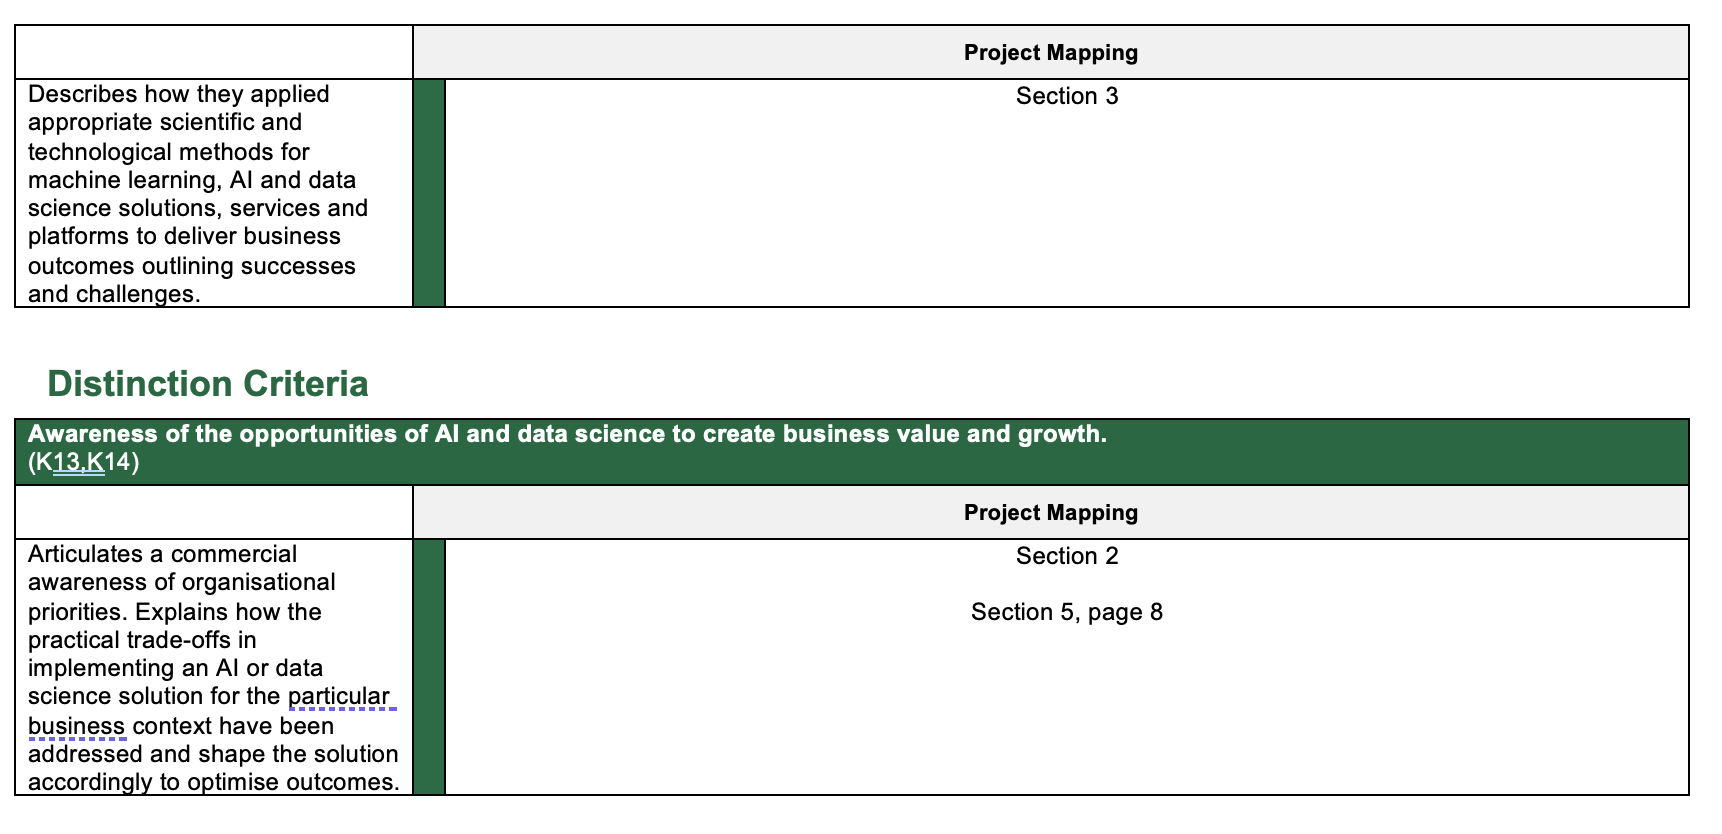 Project Mapping
Describes how they applied
appropriate scientific and
technological methods for
machine learning, AI and data
science solutions, services and
platforms to deliver business
outcomes outlining successes
and challenges.
Section 3
Distinction Criteria
Awareness of the opportunities of AI and data science to create business value and growth.
(K13,K14)
Project Mapping
Articulates a commercial
awareness of organisational
priorities. Explains how the
practical trade-offs in
implementing an AI or data
science solution for the particular
business context have been
addressed and shape the solution
accordingly to optimise outcomes.
Section 2
Section 5, page 8